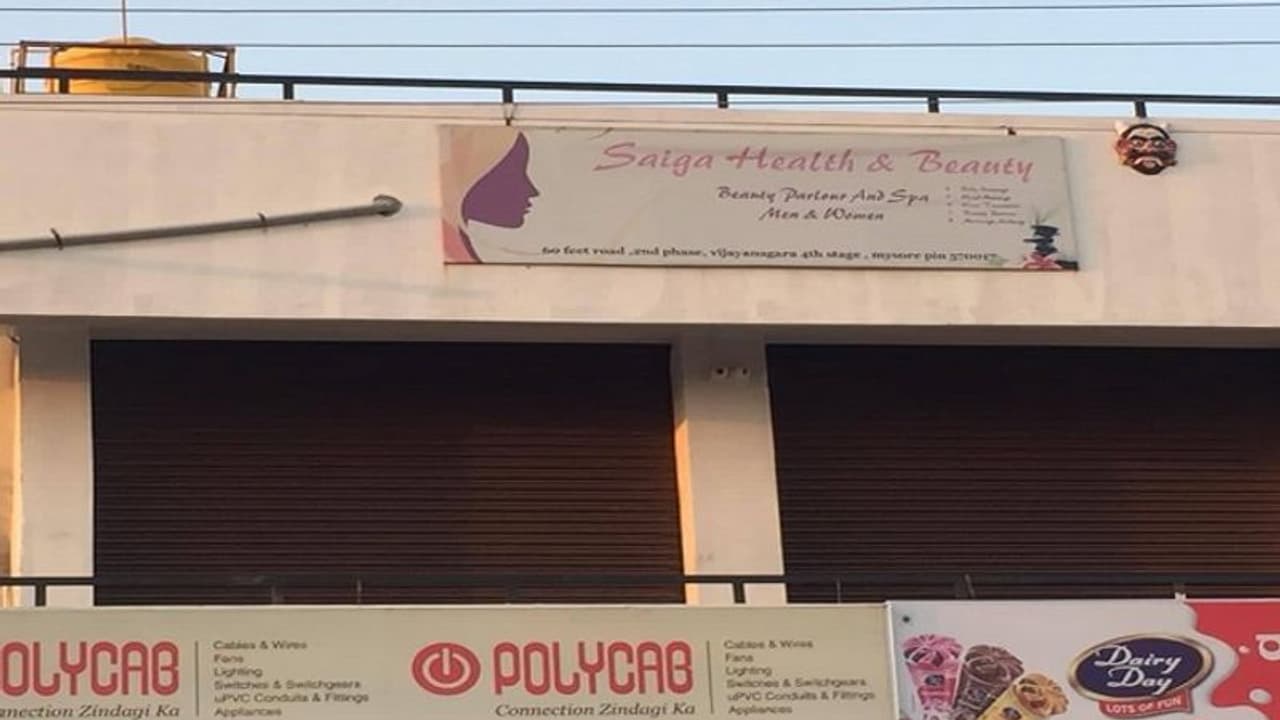 Saiga Health & Beauty
Beauty Parlour And Spa
Men & Women
60 feet road ,2nd phase, vijayanagara 4th stage , mysore pin 570017
POLYCAB
Connection Zindagi Ka
Cables & Wires
Fans
Lighting
Switches & Switchgears
uPVC Conduits & Fittings
Appliances
POLYCAB
Connection Zindagi Ka
Cables & Wires
Fans
Lighting
Switches & Switchgears
uPVC Conduits & Fittings
Appliances
Dairy
Day
LOTS OF FUN